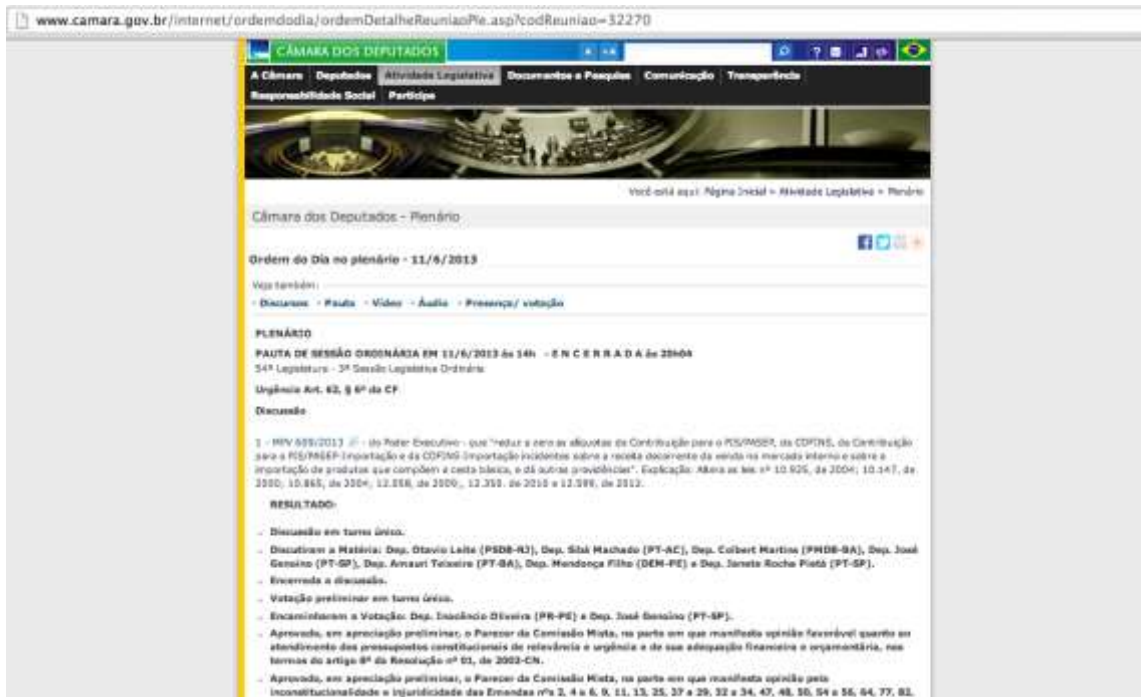 www.camara.gov.br/internet/ordemdodia/ordemDetalheReuniaoPle.asp?codReuniao=32270
CÂMARA DOS DEPUTADOS
A Câmara Deputados Atividade Legislativa Documentos e Pesquisa Comunicação Transparência
Responsabilidade Social Participe
Você está aqui: Página Inicial > Atividade Legislativa > Plenário
Câmara dos Deputados - Plenário
Ordem do Dia no plenário - 11/6/2013
Veja também:
Discursos Pauta Vídeo Áudio Presença/ votação
PLENÁRIO
PAUTA DE SESSÃO ORDINÁRIA EM 11/6/2013 às 14h - E N C E R R A D A às 20h04
54ª Legislatura - 3ª Sessão Legislativa Ordinária
Urgência Art. 62, § 6º da CF
Discussão
1 - MPV 609/2013 - do Poder Executivo - que "reduz a zero as alíquotas da Contribuição para o PIS/PASEP, da COFINS, da Contribuição
para o PIS/PASEP-Importação e da COFINS-Importação incidentes sobre a receita decorrente da venda no mercado interno e sobre a
importação de produtos que compõem a cesta básica, e dá outras providências". Explicação: Altera as leis nº 10.925, de 2004; 10.147, de
2000; 10.865, de 2004; 12.058, de 2009; 12.350, de 2010 e 12.599, de 2012.
RESULTADO:
Discussão em turno único.
Discutiram a Matéria: Dep. Otavio Leite (PSDB-RJ), Dep. Sibá Machado (PT-AC), Dep. Colbert Martins (PMDB-BA), Dep. José
Genoino (PT-SP), Dep. Amauri Teixeira (PT-BA), Dep. Mendonça Filho (DEM-PE) e Dep. Janete Rocha Pietá (PT-SP).
Encerrada a discussão.
Votação preliminar em turno único.
Encaminharam a Votação: Dep. Inocêncio Oliveira (PR-PE) e Dep. José Genoino (PT-SP).
Aprovado, em apreciação preliminar, o Parecer da Comissão Mista, na parte em que manifesta opinião favorável quanto ao
atendimento dos pressupostos constitucionais de relevância e urgência e de sua adequação financeira e orçamentária, nos
termos do artigo 8º da Resolução nº 01, de 2002-CN.
Aprovado, em apreciação preliminar, o Parecer da Comissão Mista, na parte em que manifesta opinião pela
inconstitucionalidade e injuridicidade das Emendas nºs 2, 4 a 6, 9, 11, 13, 25, 27 a 29, 32 a 34, 47, 48, 50, 54 a 56, 64, 77, 82,